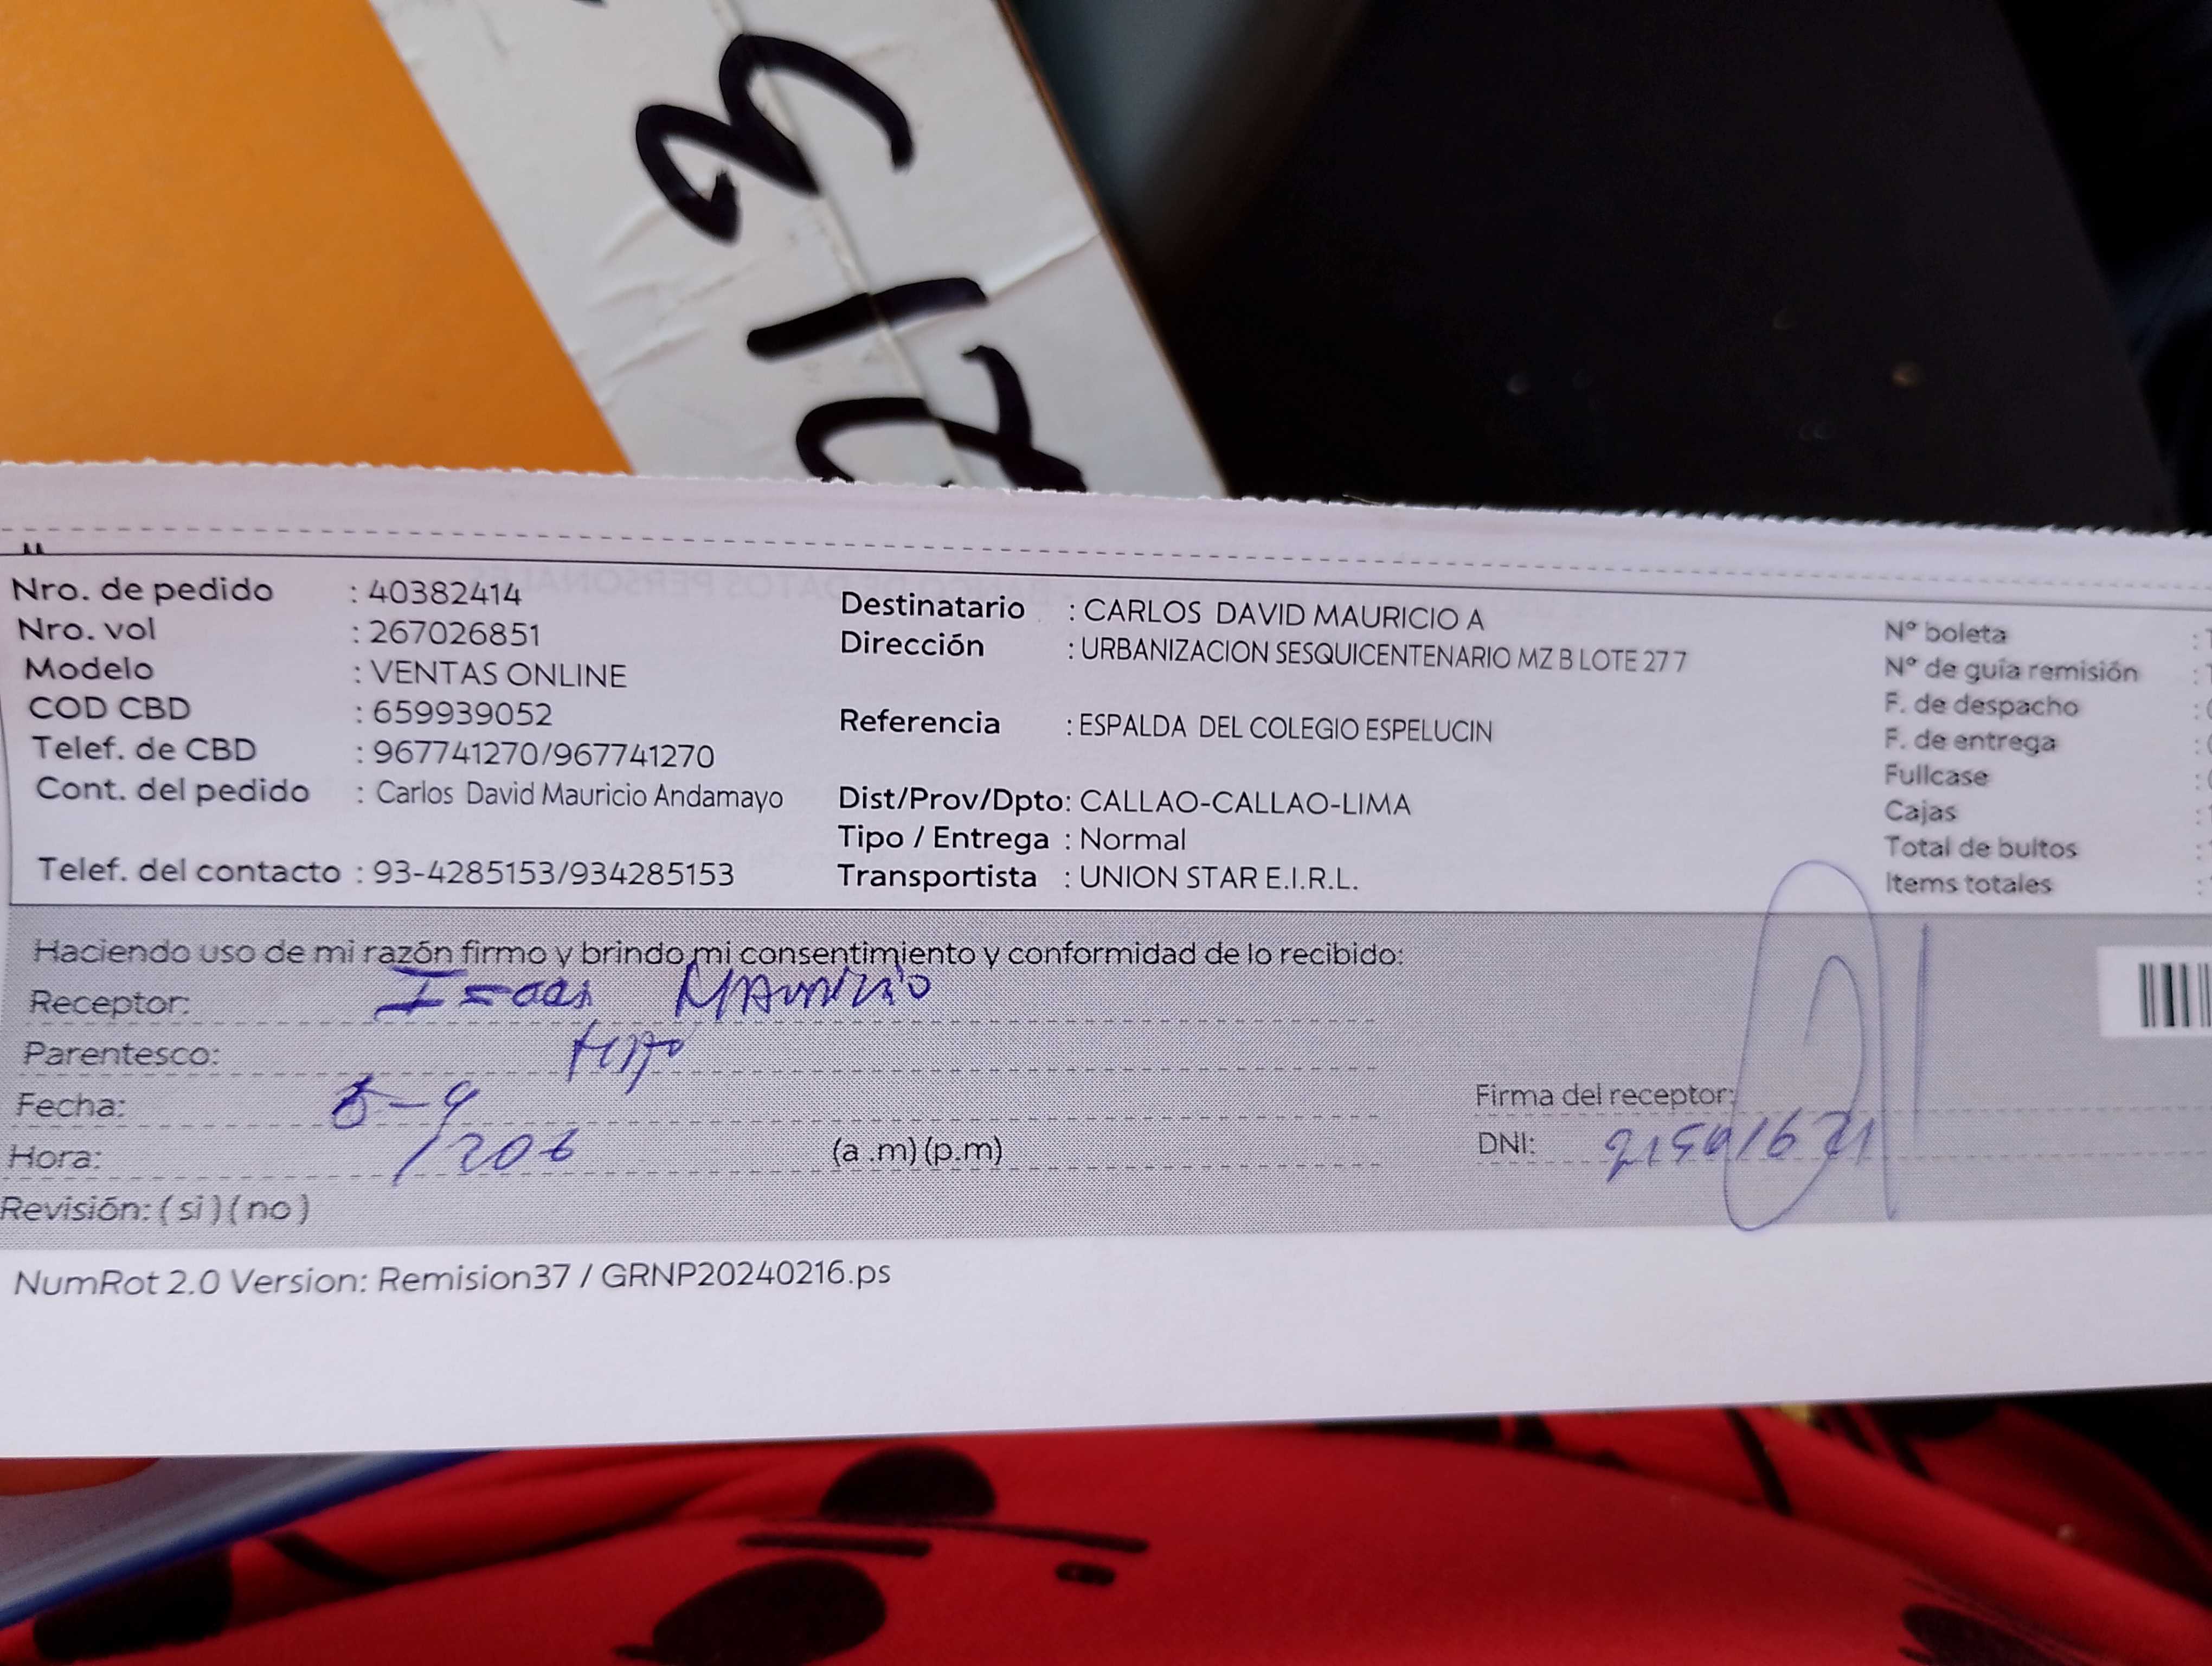 Nro. de pedido : 40382414
Nro. vol : 267026851
Modelo : VENTAS ONLINE
COD CBD : 659939052
Telef. de CBD : 967741270/967741270
Cont. del pedido : Carlos David Mauricio Andamayo
Telef. del contacto : 93-4285153/934285153
Destinatario : CARLOS DAVID MAURICIO A
Dirección : URBANIZACION SESQUICENTENARIO MZ B LOTE 27 7
Referencia : ESPALDA DEL COLEGIO ESPELUCIN
Dist/Prov/Dpto: CALLAO-CALLAO-LIMA
Tipo / Entrega : Normal
Transportista : UNION STAR E.I.R.L.
Nº boleta :
Nº de guía remisión :
F. de despacho :
F. de entrega :
Fullcase :
Cajas :
Total de bultos :
Items totales :
Haciendo uso de mi razón firmo y brindo mi consentimiento y conformidad de lo recibido:
Receptor: Mauricio
Parentesco:
Fecha:
Hora: 1206 (a .m) (p.m)
Revisión: ( si ) ( no )
Firma del receptor:
DNI:
NumRot 2.0 Version: Remision37 / GRNP20240216.ps